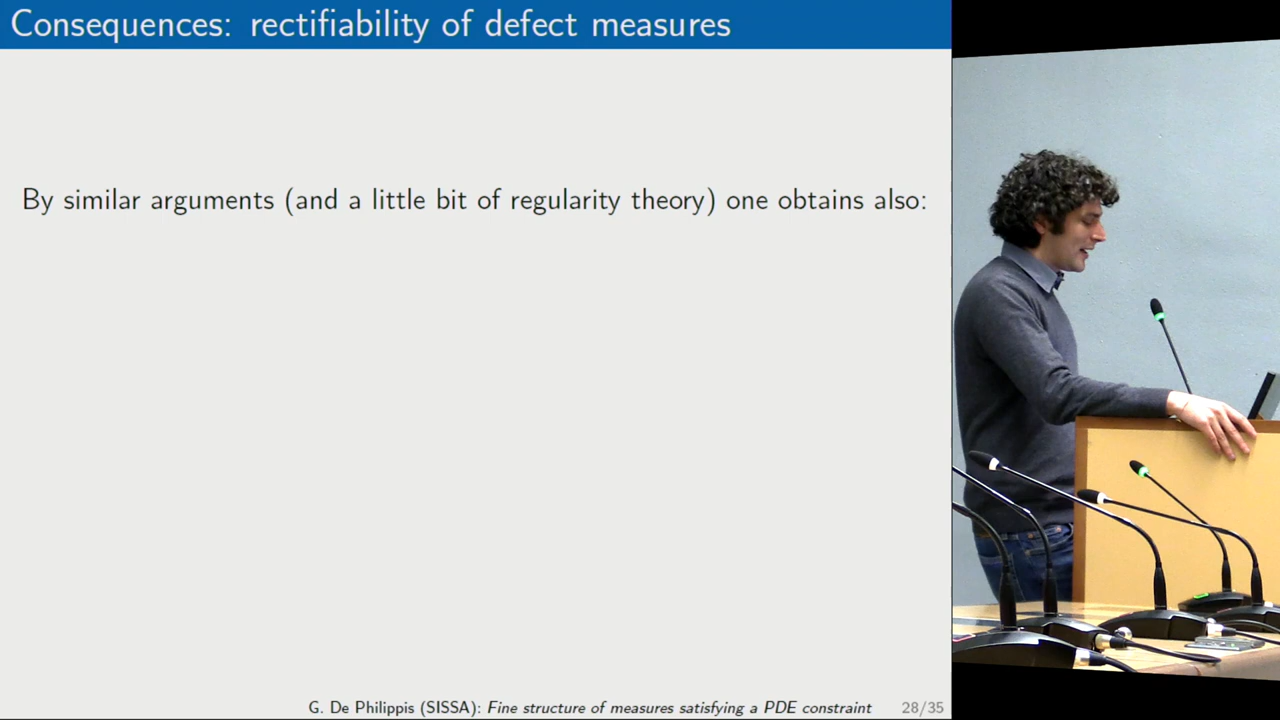 Consequences: rectifiability of defect measures
By similar arguments (and a little bit of regularity theory) one obtains also:
G. De Philippis (SISSA): Fine structure of measures satisfying a PDE constraint 28/35